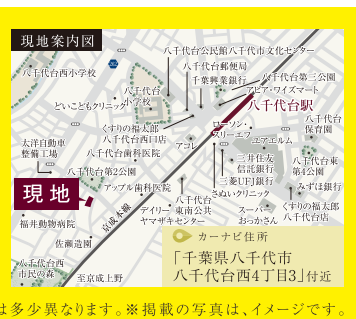 現地案内図
八千代台公民館
八千代市文化センター
八千代台郵便局
千葉興業銀行
八千代台第三公園
アピア・ワイズマート
八千代台駅
八千代台西小学校
262
どいこどもクリニック
八千代台
小学校
くすりの福太郎
八千代台西口店
八千代台歯科医院
ローソン
スリーエフ
アコレ
ユアエルム
八千代台
保育園
太洋自動車
整備工場
八千代台第2公園
アップル歯科医院
三井住友
信託銀行
三菱UFJ銀行
八千代台東
第4公園
みずほ銀行
さぬいクリニック
現地
福井動物病院
佐瀬造園
京成本線
デイリー
ヤマザキ
八千代台
東南公共
センター
スーパー
おっかさん
くすりの福太郎
八千代台店
八千代台西
市民の森
至京成上野
カーナビ住所
「千葉県八千代市
八千代台西4丁目3」付近
は多少異なります。※掲載の写真は、イメージです。